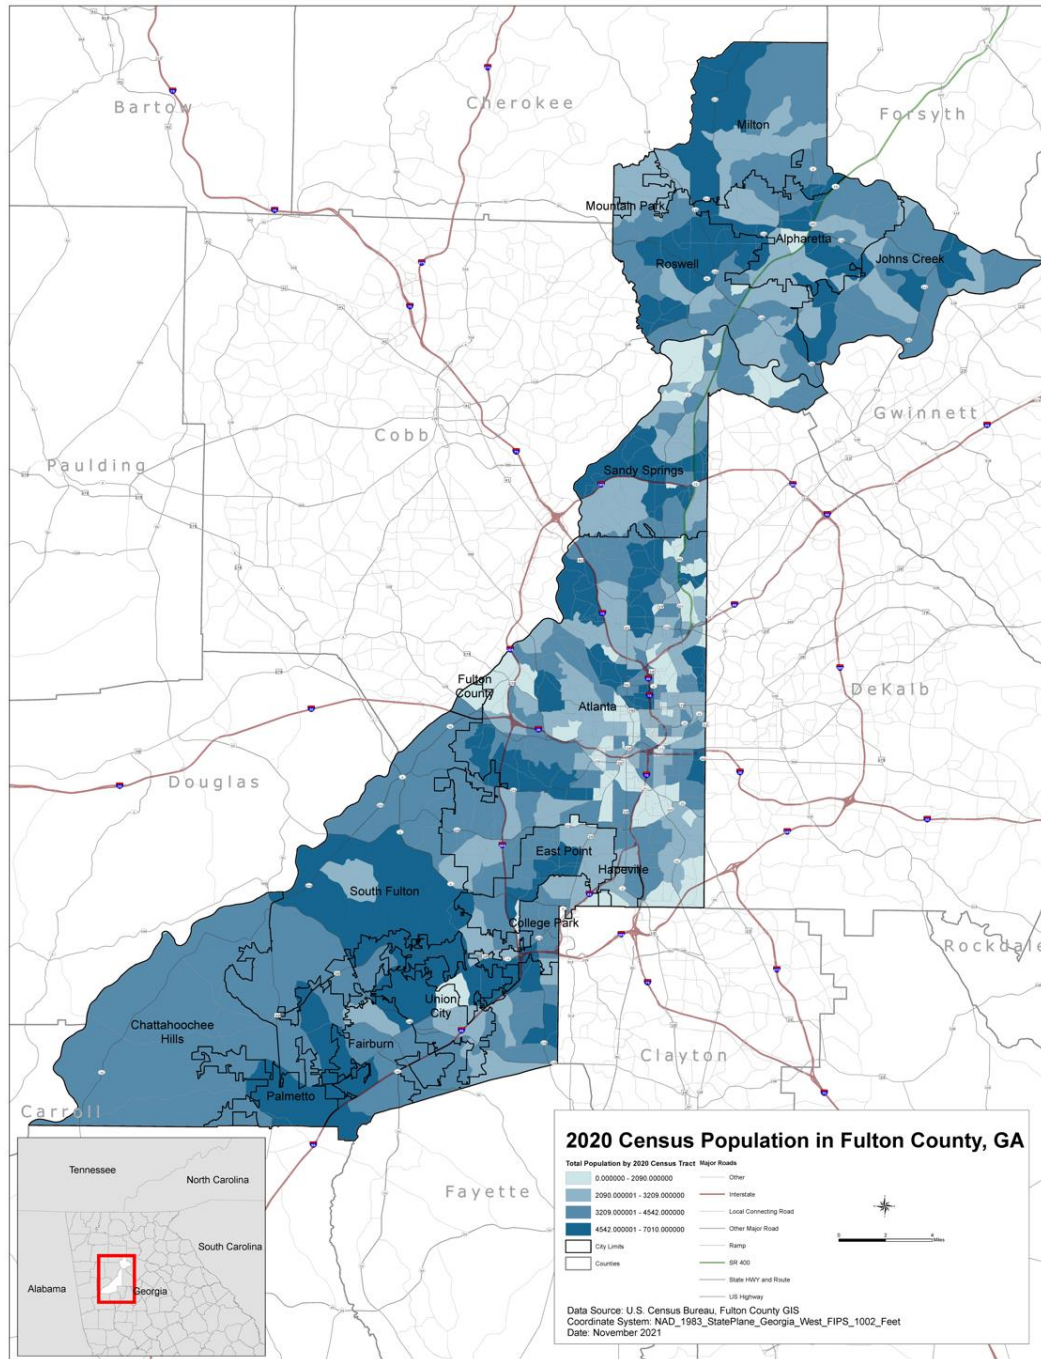 Bartow
Cherokee
Forsyth
Milton
Mountain Park
Alpharetta
Roswell
Johns Creek
Gwinnett
Cobb
Paulding
Sandy Springs
Fulton
County
DeKalb
Atlanta
Douglas
East Point
Hapeville
South Fulton
College Park
Rockdale
Union
City
Chattahoochee
Hills
Fairburn
Clayton
Palmetto
Carroll
Fayette
Tennessee
North Carolina
South Carolina
Alabama
Georgia
2020 Census Population in Fulton County, GA
Total Population by 2020 Census Tract
0.000000 - 2090.000000
2090.000001 - 3209.000000
3209.000001 - 4542.000000
4542.000001 - 7010.000000
City Limits
Counties
Major Roads
Other
Interstate
Local Connecting Road
Other Major Road
Ramp
SR 400
State HWY and Route
US Highway
0 2 4
Miles
Data Source: U.S. Census Bureau, Fulton County GIS
Coordinate System: NAD_1983_StatePlane_Georgia_West_FIPS_1002_Feet
Date: November 2021